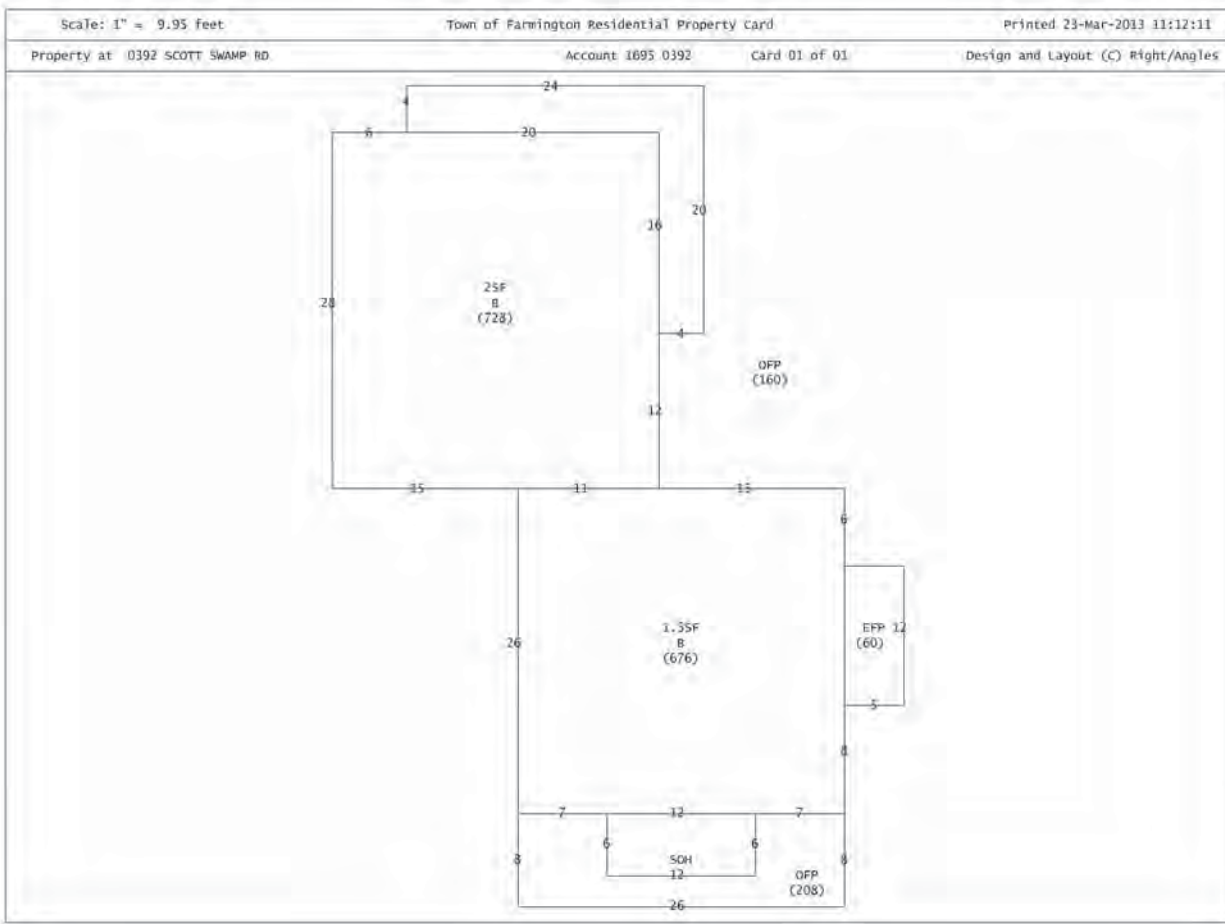 Scale: 1" = 9.95 feet
Town of Farmington Residential Property Card
Printed 23-Mar-2013 11:12:11
Property at 0392 SCOTT SWAMP RD
Account 1695 0392
Card 01 of 01
Design and Layout (C) Right/Angles
24
4
6
20
20
16
2SF
B
(728)
28
4
OFP
(160)
12
15
11
15
6
1.5SF
B
(676)
EFP 12
(60)
26
5
8
7
12
7
6
6
8
SOH
12
8
OFP
(208)
26